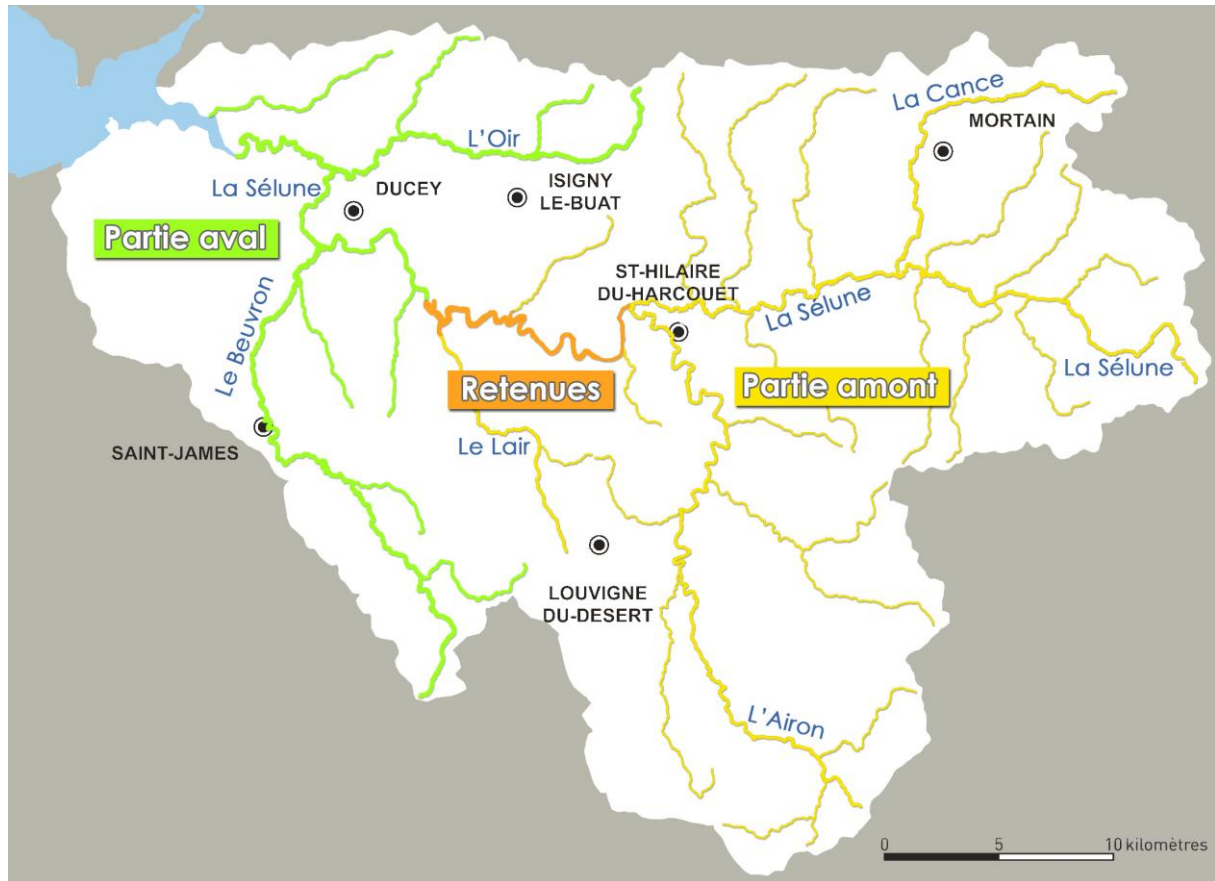 La Cance
MORTAIN
L'Oir
La Sélune
DUCEY
ISIGNY
LE-BUAT
Partie aval
ST-HILAIRE
DU-HARCOUET
La Sélune
Le Beuvron
La Sélune
Retenues
Partie amont
SAINT-JAMES
Le Lair
LOUVIGNE
DU-DESERT
L'Airon
0 5 10 kilomètres